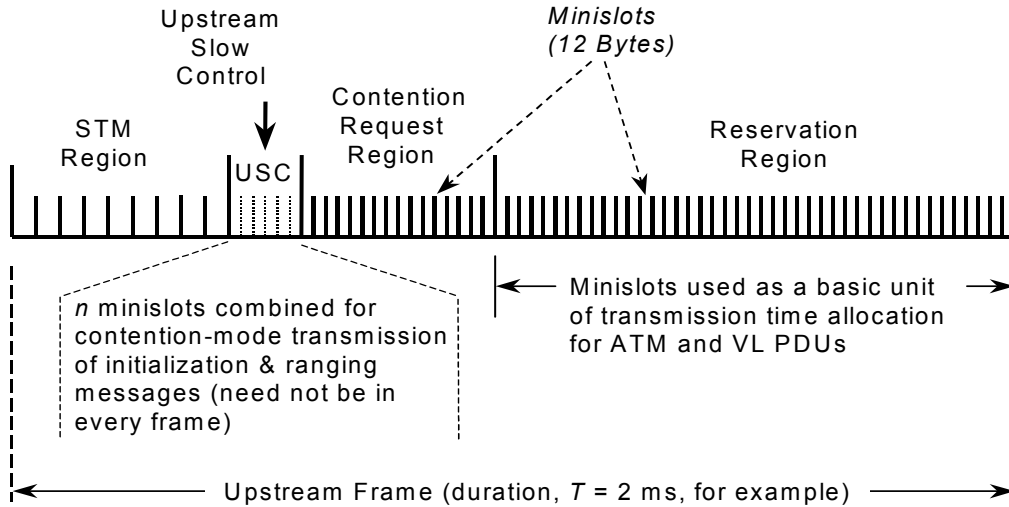 Upstream
Slow
Control
Minislots
(12 Bytes)
STM
Region
USC
Contention
Request
Region
Reservation
Region
n minislots combined for
contention-mode transmission
of initialization & ranging
messages (need not be in
every frame)
Minislots used as a basic unit
of transmission time allocation
for ATM and VL PDUs
Upstream Frame (duration, T = 2 ms, for example)